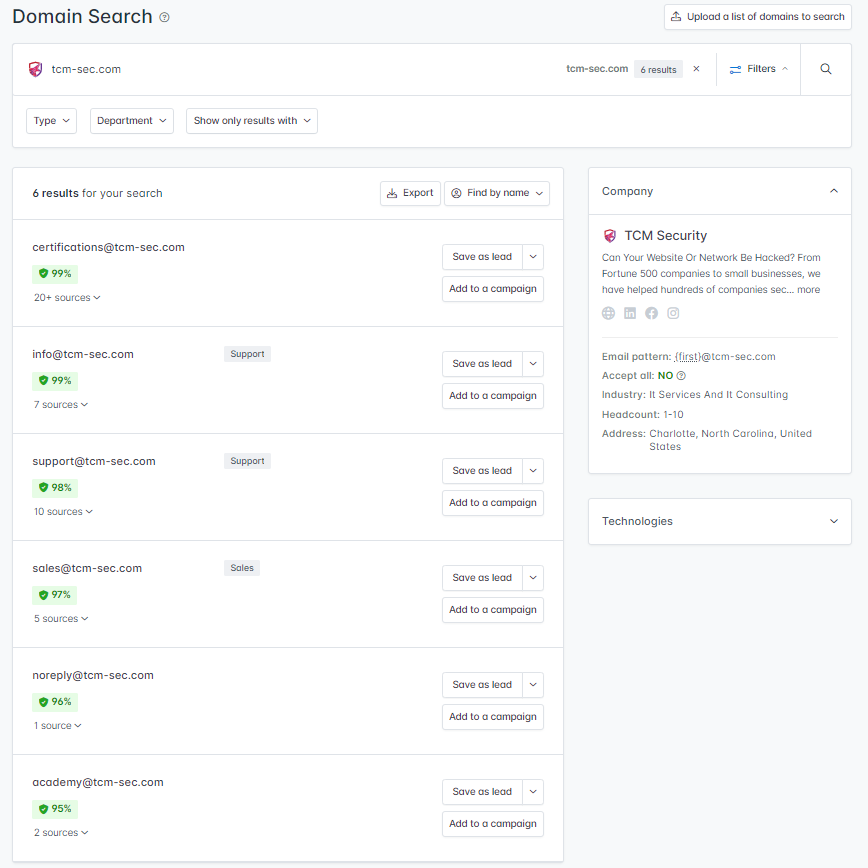 Domain Search
Upload a list of domains to search
tcm-sec.com
tcm-sec.com 6 results
Filters
Type
Department
Show only results with
6 results for your search
Export
Find by name
certifications@tcm-sec.com
99%
20+ sources
Save as lead
Add to a campaign
info@tcm-sec.com
Support
99%
7 sources
Save as lead
Add to a campaign
support@tcm-sec.com
Support
98%
10 sources
Save as lead
Add to a campaign
sales@tcm-sec.com
Sales
97%
5 sources
Save as lead
Add to a campaign
noreply@tcm-sec.com
96%
1 source
Save as lead
Add to a campaign
academy@tcm-sec.com
95%
2 sources
Save as lead
Add to a campaign
Company
TCM Security
Can Your Website Or Network Be Hacked? From
Fortune 500 companies to small businesses, we
have helped hundreds of companies sec... more
Email pattern: {first}@tcm-sec.com
Accept all: NO
Industry: It Services And It Consulting
Headcount: 1-10
Address: Charlotte, North Carolina, United
States
Technologies